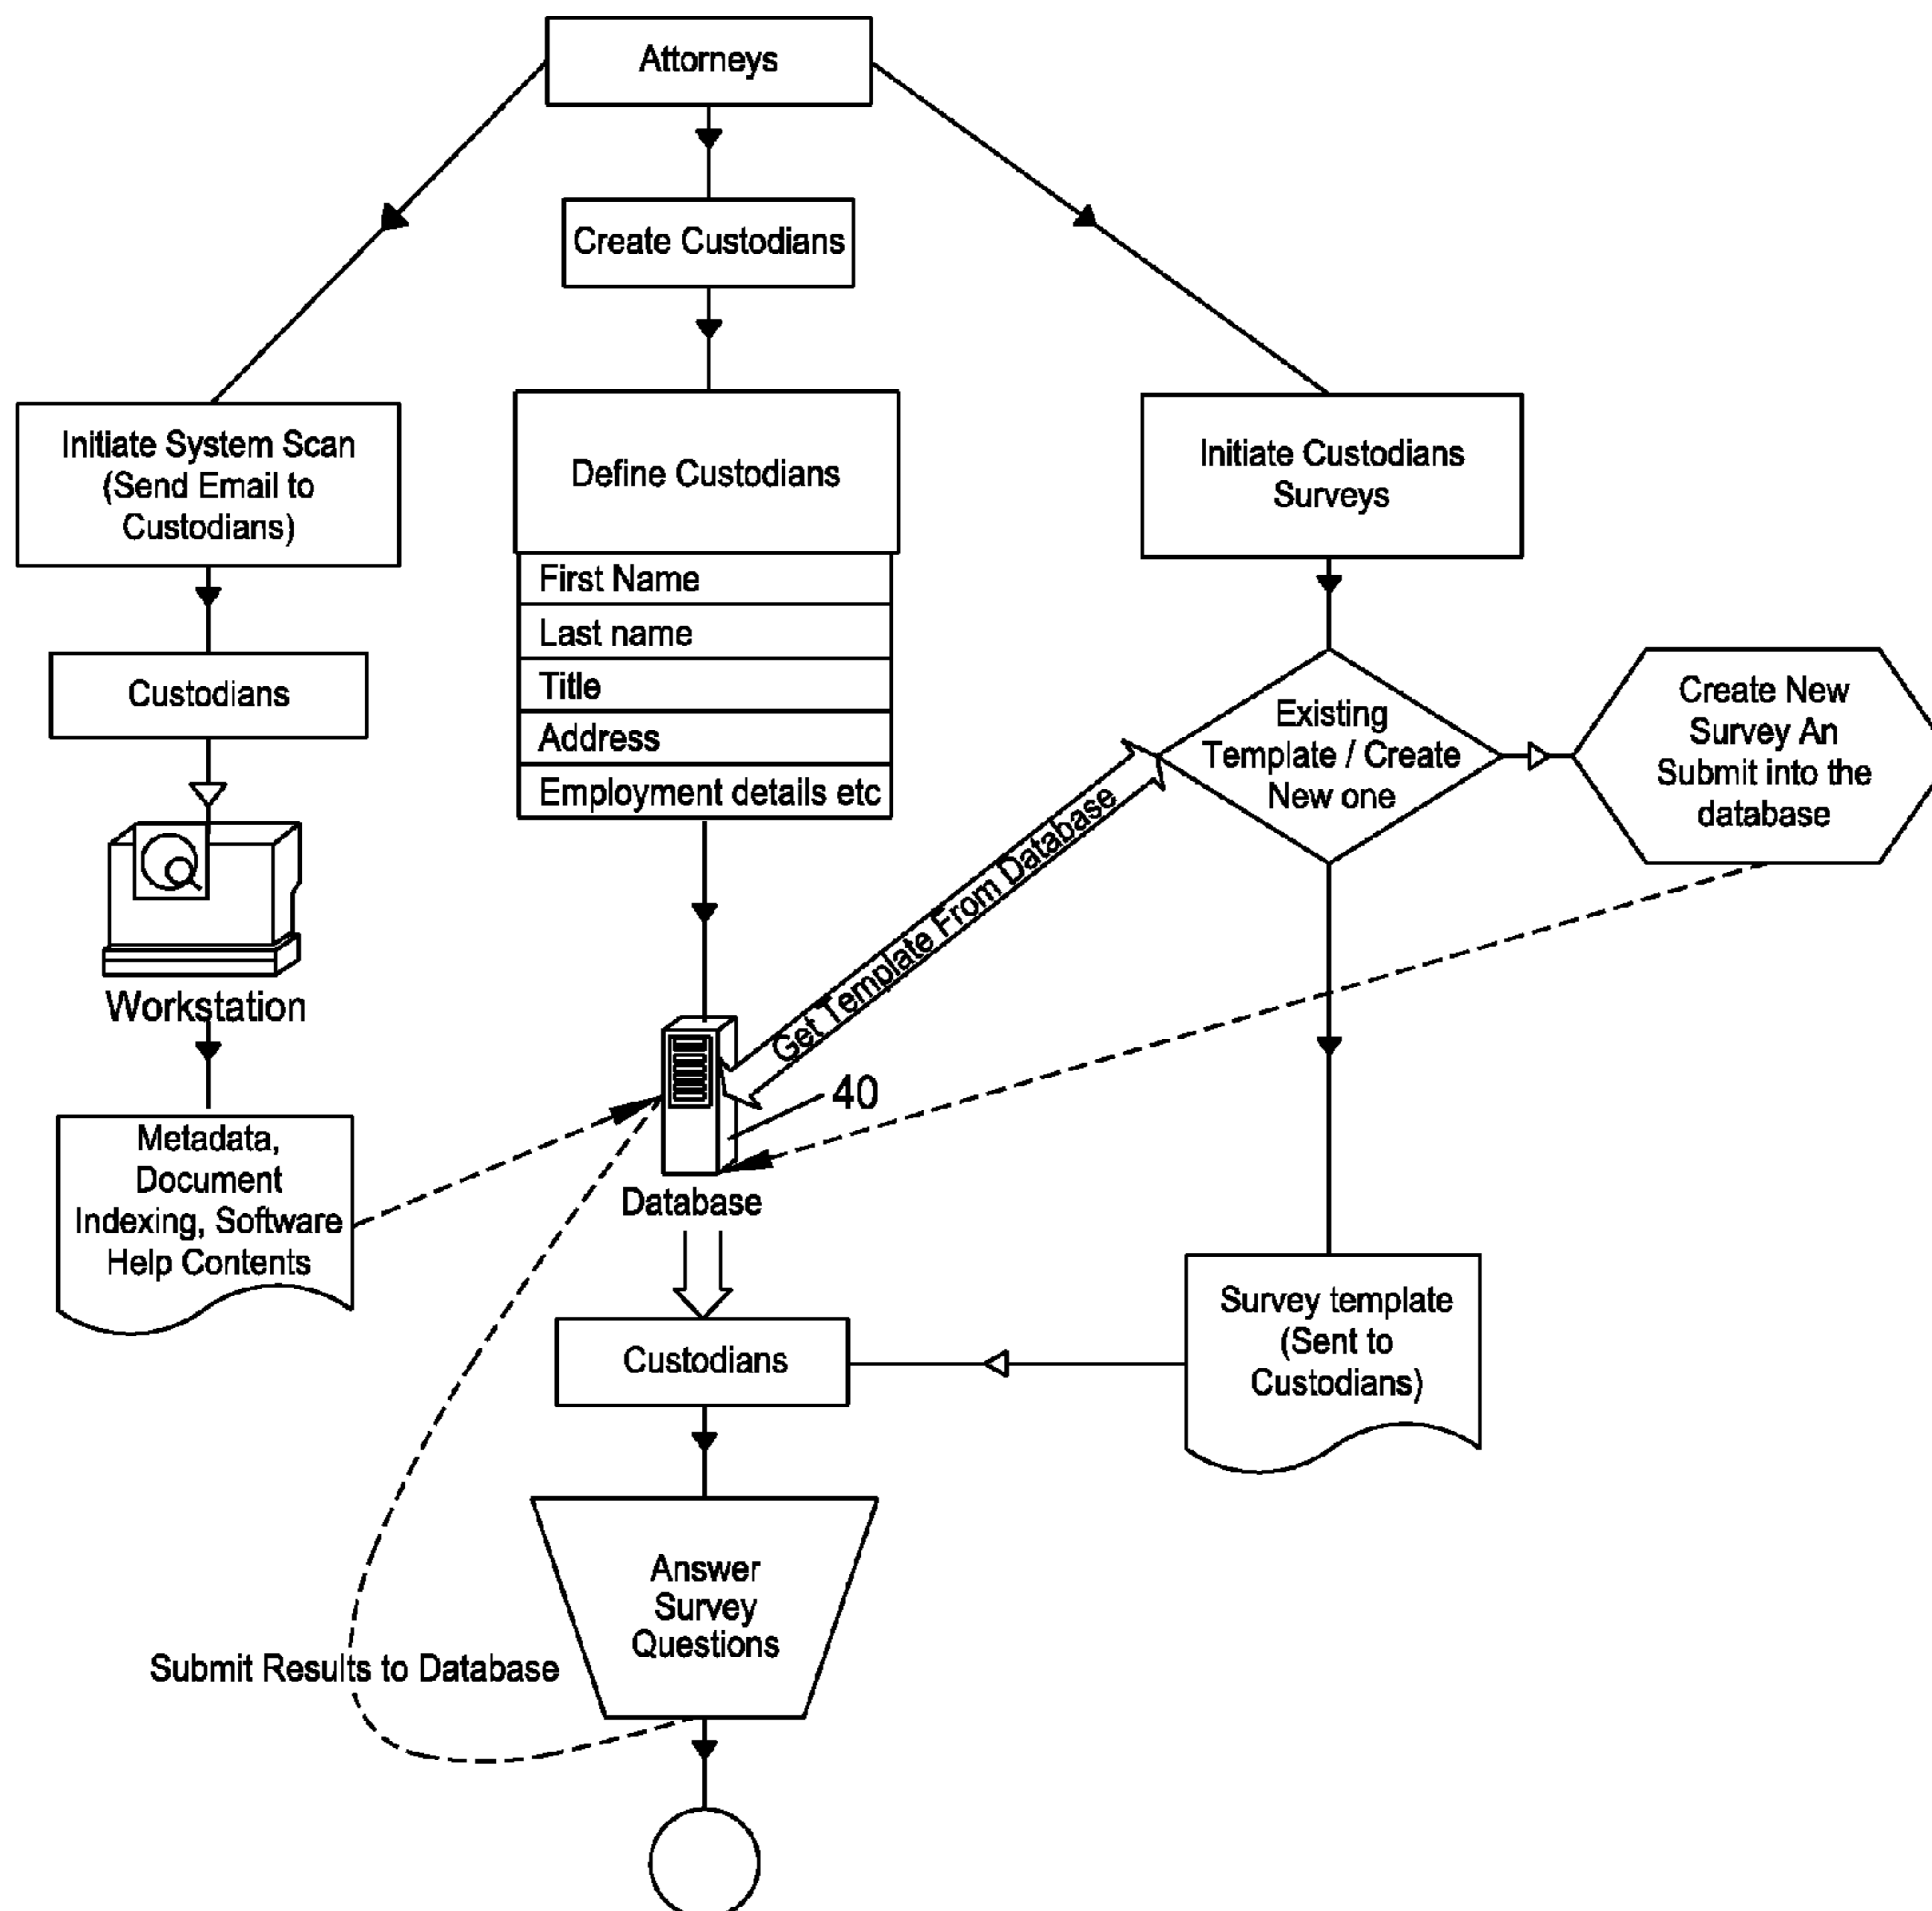 Attorneys
Create Custodians
Initiate System Scan
(Send Email to
Custodians)
Define Custodians
First Name
Last name
Title
Address
Employment details etc
Initiate Custodians
Surveys
Custodians
Existing
Template / Create
New one
Create New
Survey An
Submit into the
database
Get Template From Database
Workstation
40
Metadata,
Document
Indexing, Software
Help Contents
Database
Survey template
(Sent to
Custodians)
Custodians
Answer
Survey
Questions
Submit Results to Database